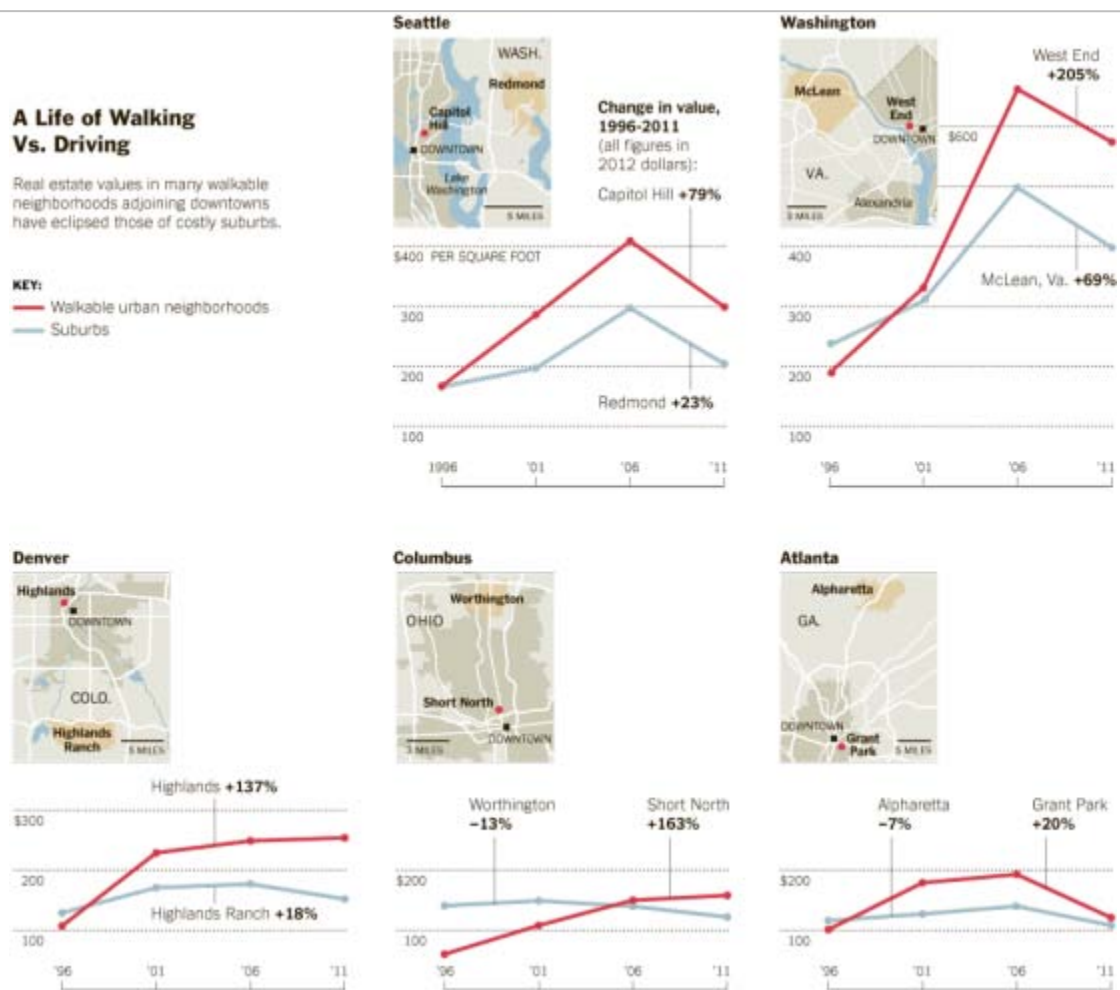 A Life of Walking
Vs. Driving
Real estate values in many walkable
neighborhoods adjoining downtowns
have eclipsed those of costly suburbs.
KEY:
Walkable urban neighborhoods
Suburbs
Seattle
WASH.
Redmond
Capitol
Hill
DOWNTOWN
Lake
Washington
5 MILES
Change in value,
1996-2011
(all figures in
2012 dollars):
Capitol Hill +79%
$400 PER SQUARE FOOT
300
200
Redmond +23%
100
1996 '01 '06 '11
Washington
McLean
West
End
DOWNTOWN
VA.
Alexandria
3 MILES
West End
+205%
$600
400
McLean, Va. +69%
300
200
100
'96 '01 '06 '11
Denver
Highlands
DOWNTOWN
COLO.
Highlands
Ranch
5 MILES
Highlands +137%
$300
200
Highlands Ranch +18%
100
'96 '01 '06 '11
Columbus
Worthington
OHIO
Short North
3 MILES
DOWNTOWN
Worthington
−13%
Short North
+163%
$200
100
'96 '01 '06 '11
Atlanta
Alpharetta
GA.
DOWNTOWN
Grant
Park
5 MILES
Alpharetta
−7%
Grant Park
+20%
$200
100
'96 '01 '06 '11